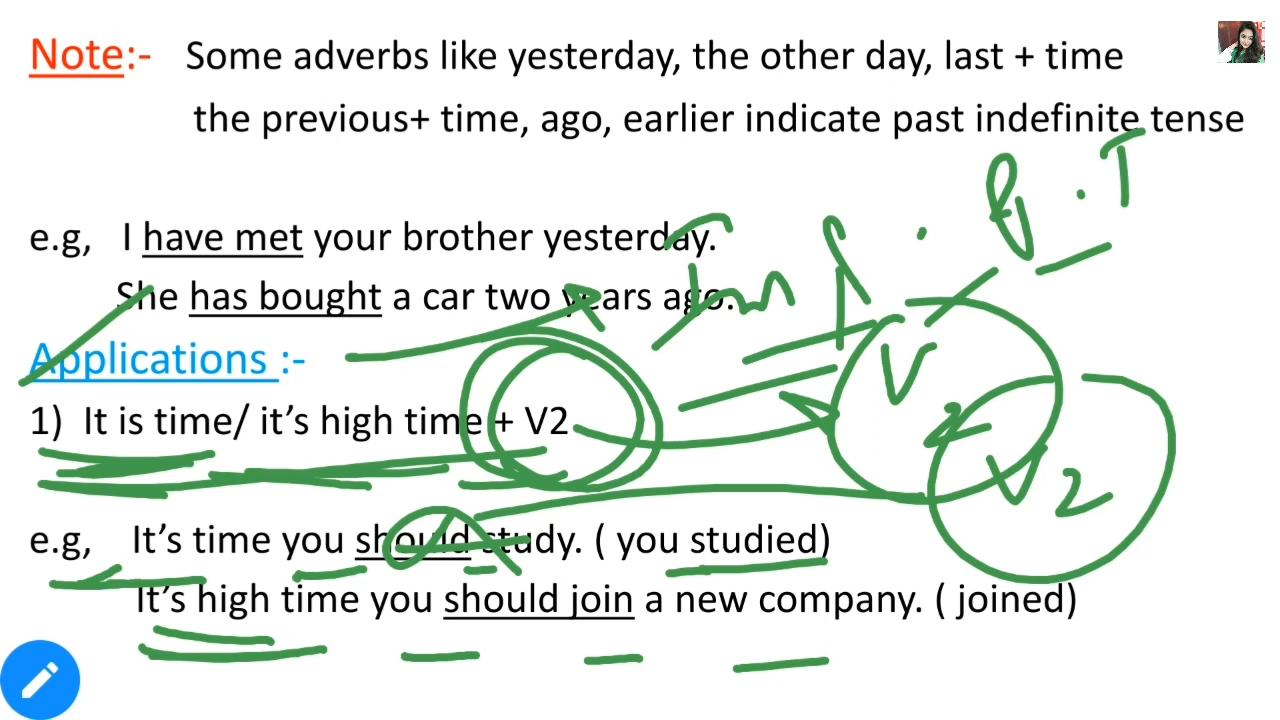 Note:- Some adverbs like yesterday, the other day, last + time
the previous+ time, ago, earlier indicate past indefinite tense
e.g, I have met your brother yesterday.
She has bought a car two years ago.
Applications :-
1) It is time/ it's high time + V2
V2
V2
e.g, It's time you should study. ( you studied)
It's high time you should join a new company. ( joined)